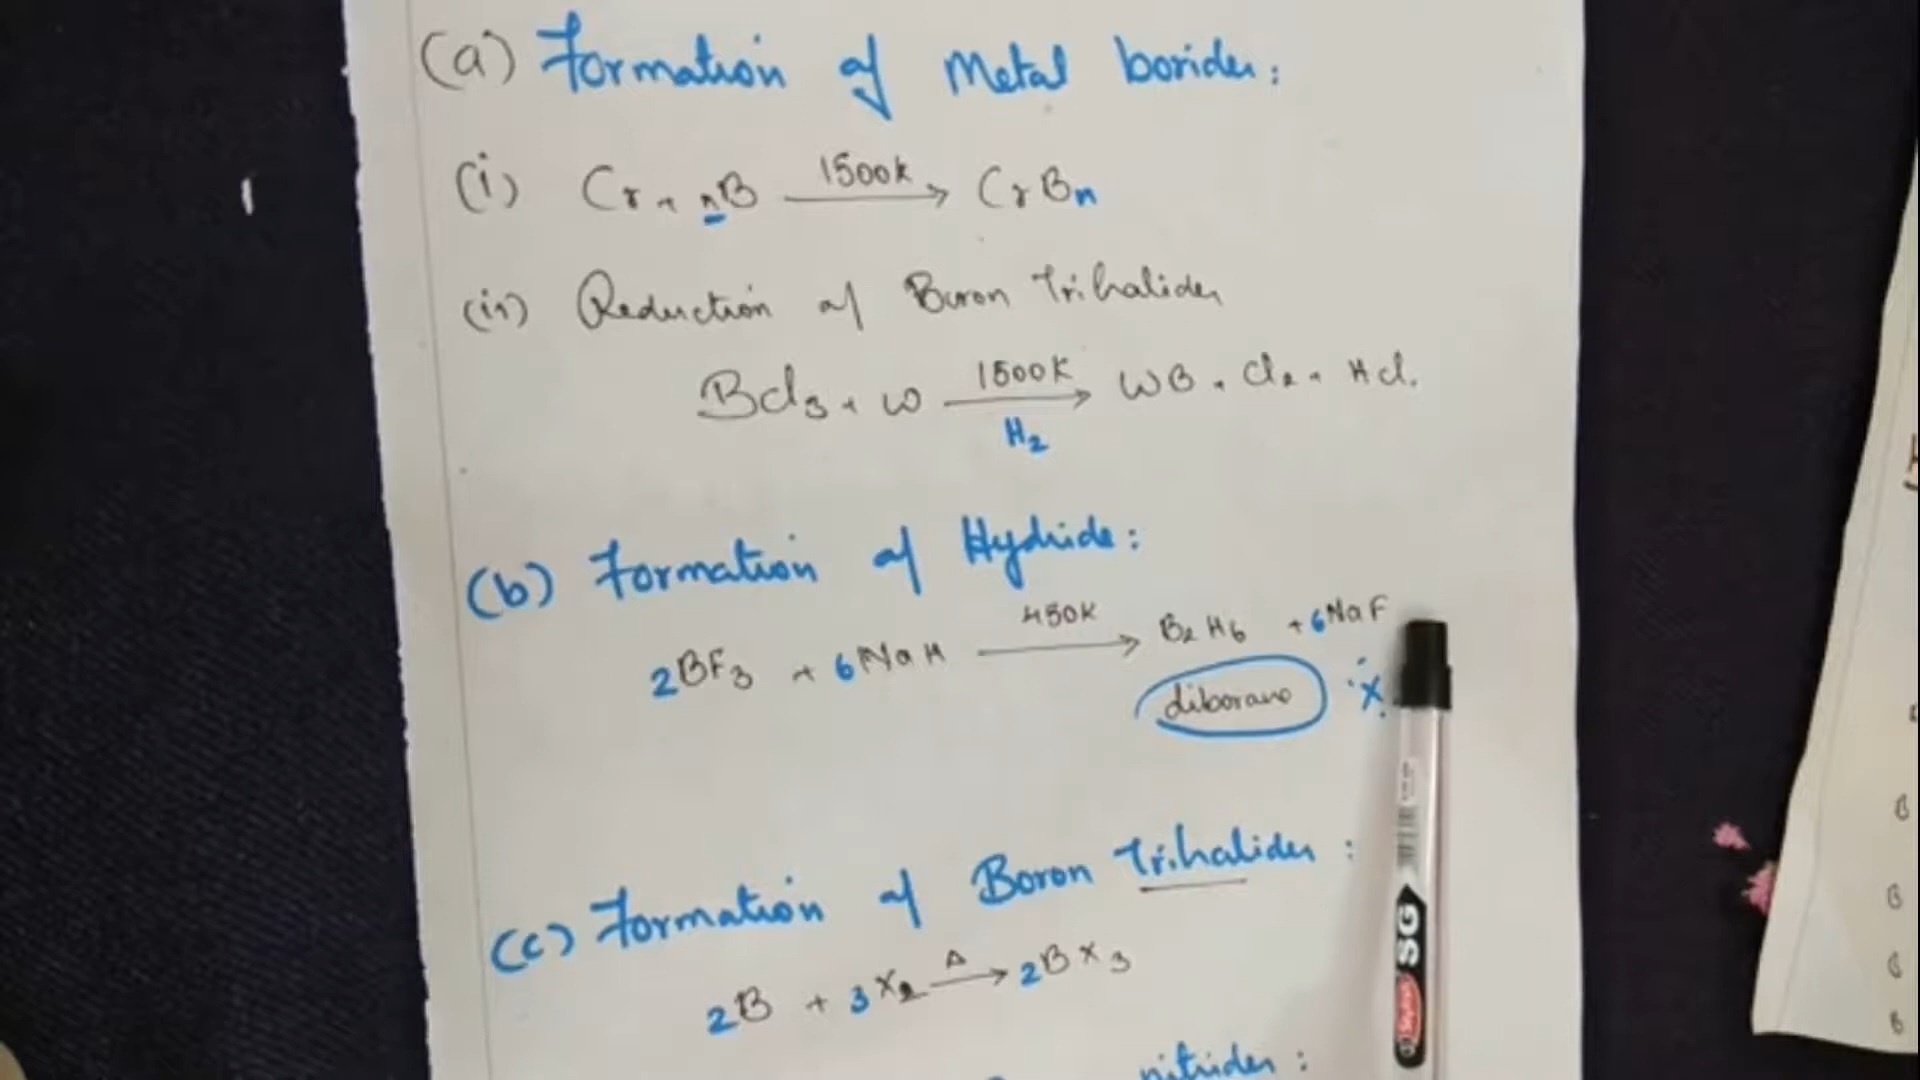 (a) Formation of Metal borides:
(i) Cr + nB 1500K → CrBn
(ii) Reduction of Boron Trihalides
BCl3 + W 1500K → H2 WB + Cl2 + HCl.
(b) Formation of Hydride:
2BF3 + 6NaH 450K → B2H6 + 6NaF
diborane
(c) Formation of Boron Trihalides:
2B + 3X2 Δ → 2BX3
nitrides:
SG